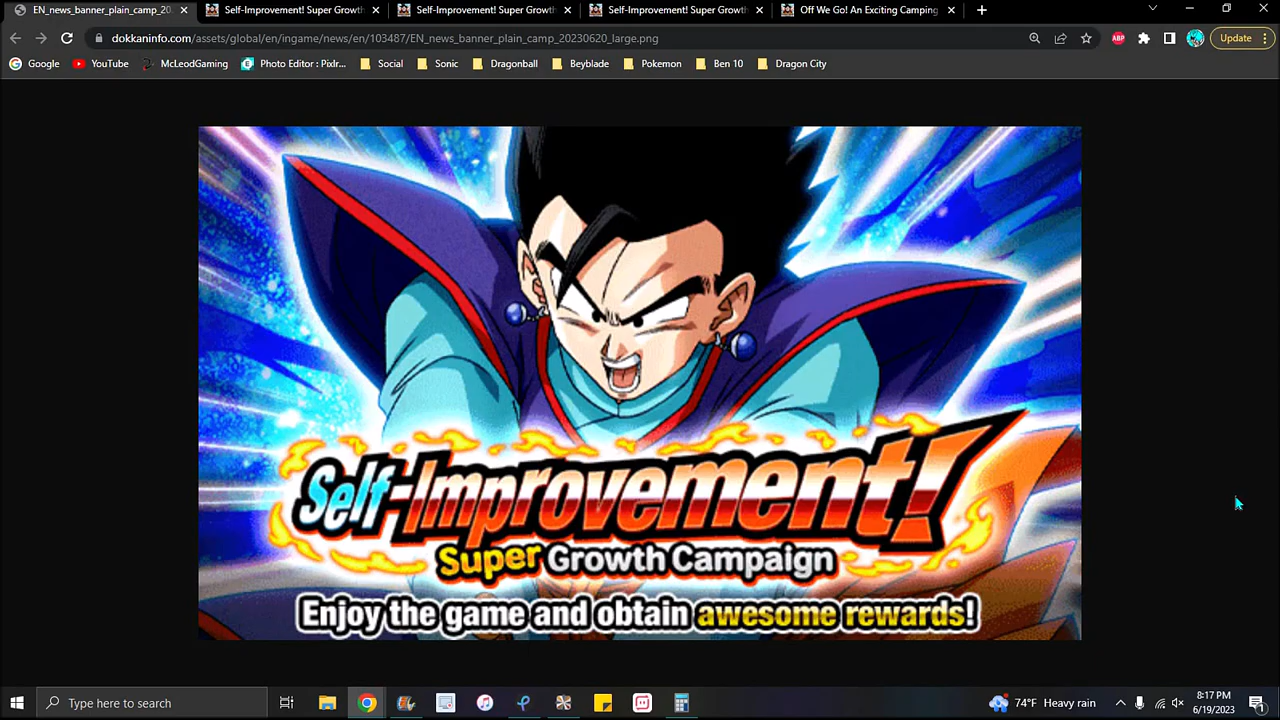 EN_news_banner_plain_camp_20
Self-Improvement! Super Growth
Self-Improvement! Super Growth
Self-Improvement! Super Growth
Off We Go! An Exciting Camping
dokkaninfo.com/assets/global/en/ingame/news/en/103487/EN_news_banner_plain_camp_20230620_large.png
ABP
Update
Google
YouTube
McLeodGaming
Photo Editor : Pixlr...
Social
Sonic
Dragonball
Beyblade
Pokemon
Ben 10
Dragon City
Self-Improvement!
Super Growth Campaign
Enjoy the game and obtain awesome rewards!
Type here to search
74°F Heavy rain
8:17 PM
6/19/2023